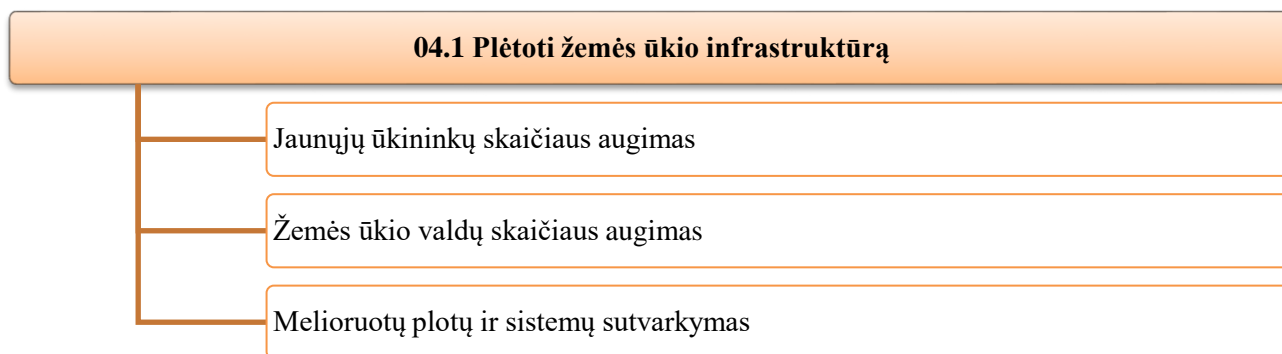 04.1 Plėtoti žemės ūkio infrastruktūrą
Jaunųjų ūkininkų skaičiaus augimas
Žemės ūkio valdų skaičiaus augimas
Melioruotų plotų ir sistemų sutvarkymas